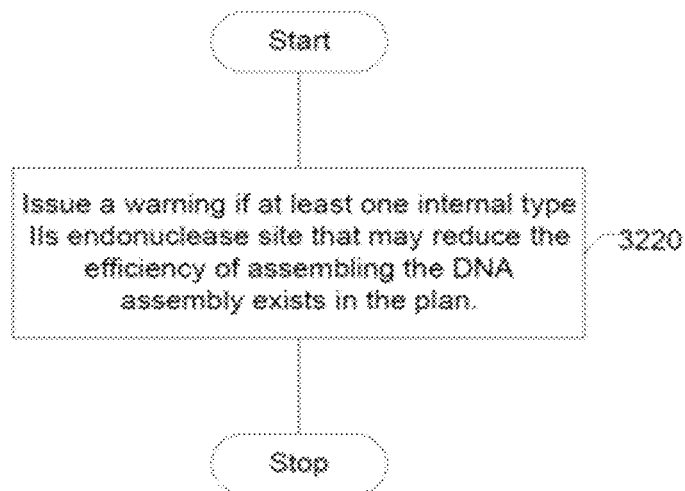 Start
Issue a warning if at least one internal type
IIs endonuclease site that may reduce the
efficiency of assembling the DNA
assembly exists in the plan.
3220
Stop